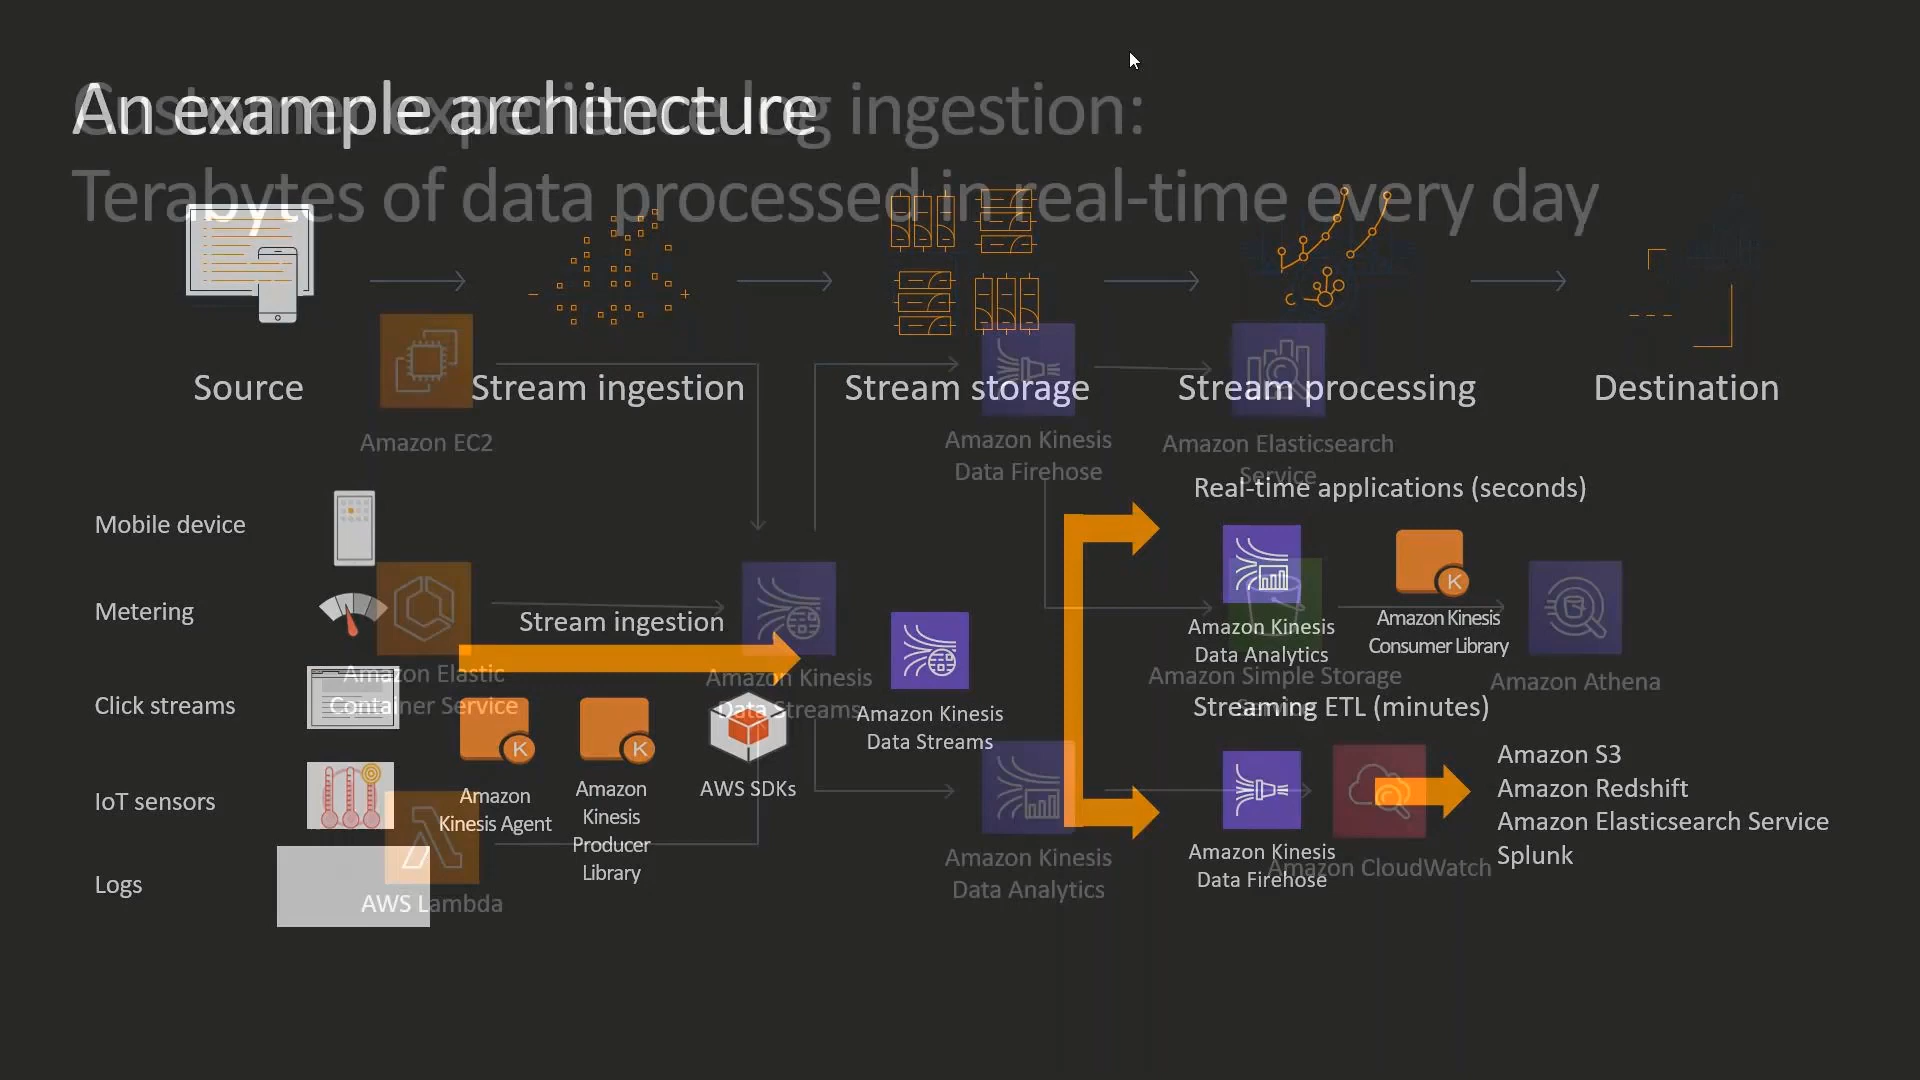 An example architecture
Customer experience log ingestion:
Terabytes of data processed in real-time every day
Source
Stream ingestion
Stream storage
Stream processing
Destination
Amazon EC2
Amazon Kinesis
Data Firehose
Amazon Elasticsearch
Service
Real-time applications (seconds)
Mobile device
Metering
Click streams
IoT sensors
Logs
Stream ingestion
Amazon Elastic
Container Service
Amazon Kinesis
Data Streams
Amazon Kinesis
Data Streams
K
Amazon
Kinesis Agent
K
Amazon
Kinesis
Producer
Library
AWS SDKs
AWS Lambda
Amazon Kinesis
Data Analytics
K
Amazon Kinesis
Consumer Library
Amazon Simple Storage
Service
Amazon Athena
Streaming ETL (minutes)
Amazon Kinesis
Data Analytics
Amazon Kinesis
Data Firehose
Amazon CloudWatch
Amazon S3
Amazon Redshift
Amazon Elasticsearch Service
Splunk